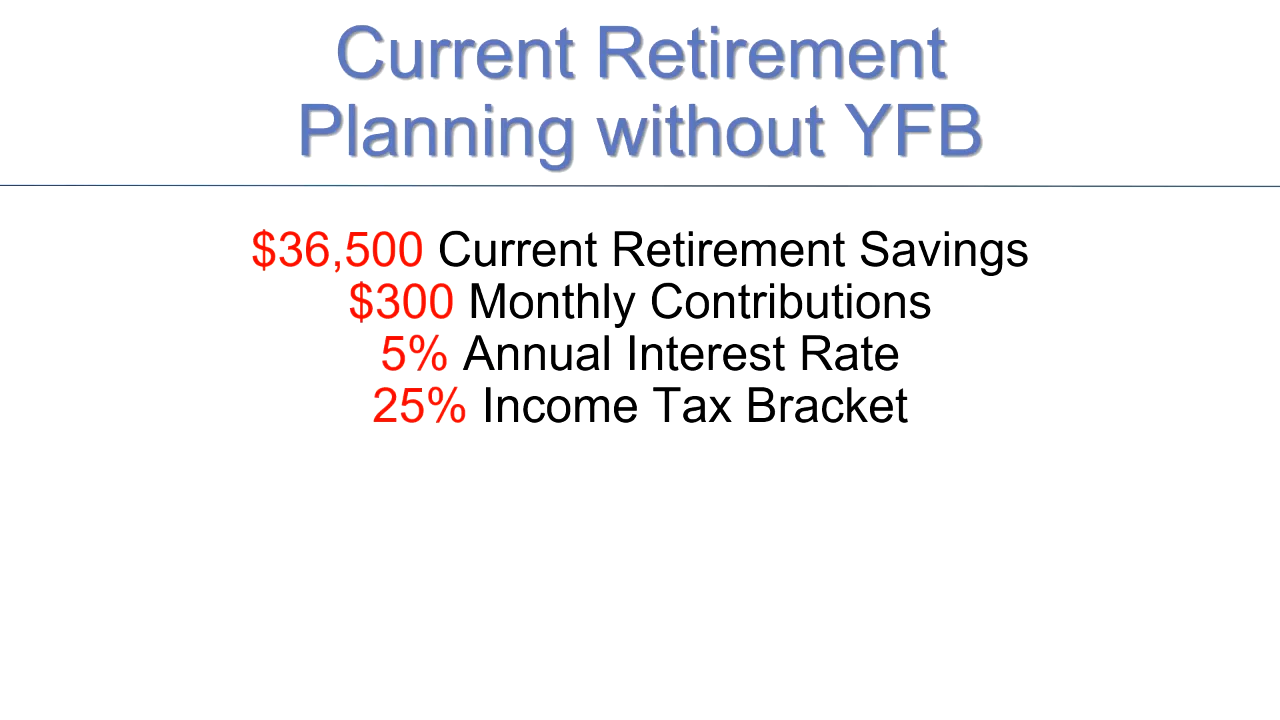 Current Retirement
Planning without YFB
$36,500 Current Retirement Savings
$300 Monthly Contributions
5% Annual Interest Rate
25% Income Tax Bracket